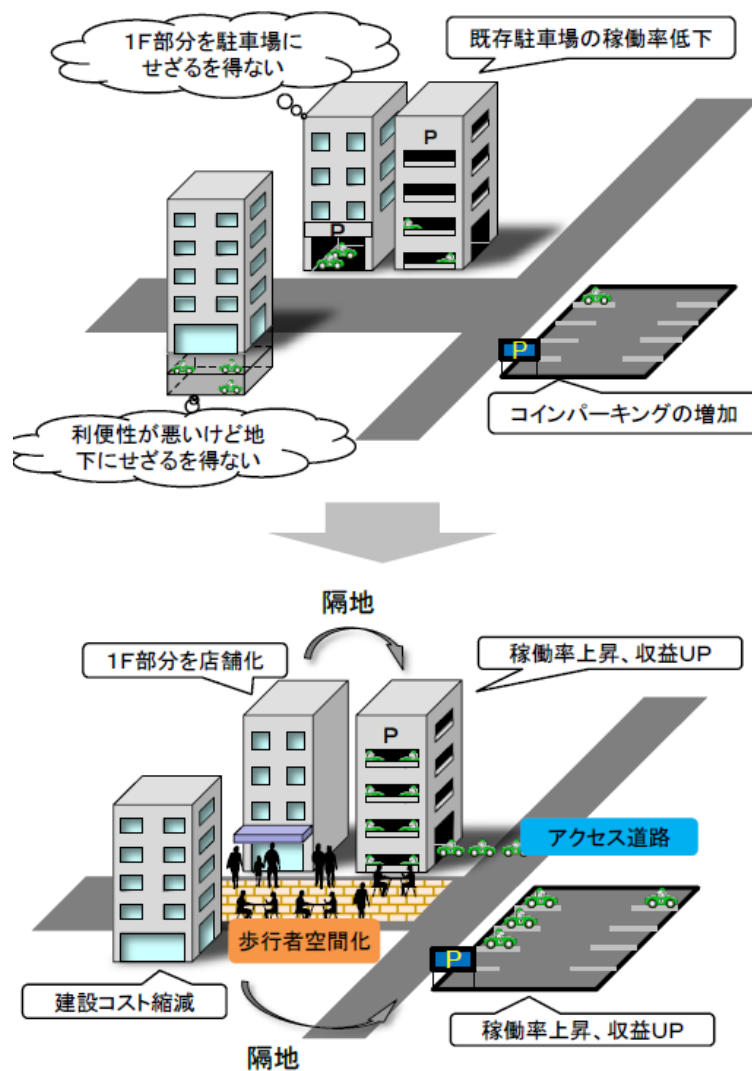 1F部分を駐車場に
せざるを得ない
既存駐車場の稼働率低下
P
P
P
コインパーキングの増加
利便性が悪いけど地
下にせざるを得ない
隔地
1F部分を店舗化
稼働率上昇、収益UP
P
アクセス道路
歩行者空間化
P
建設コスト縮減
稼働率上昇、収益UP
隔地